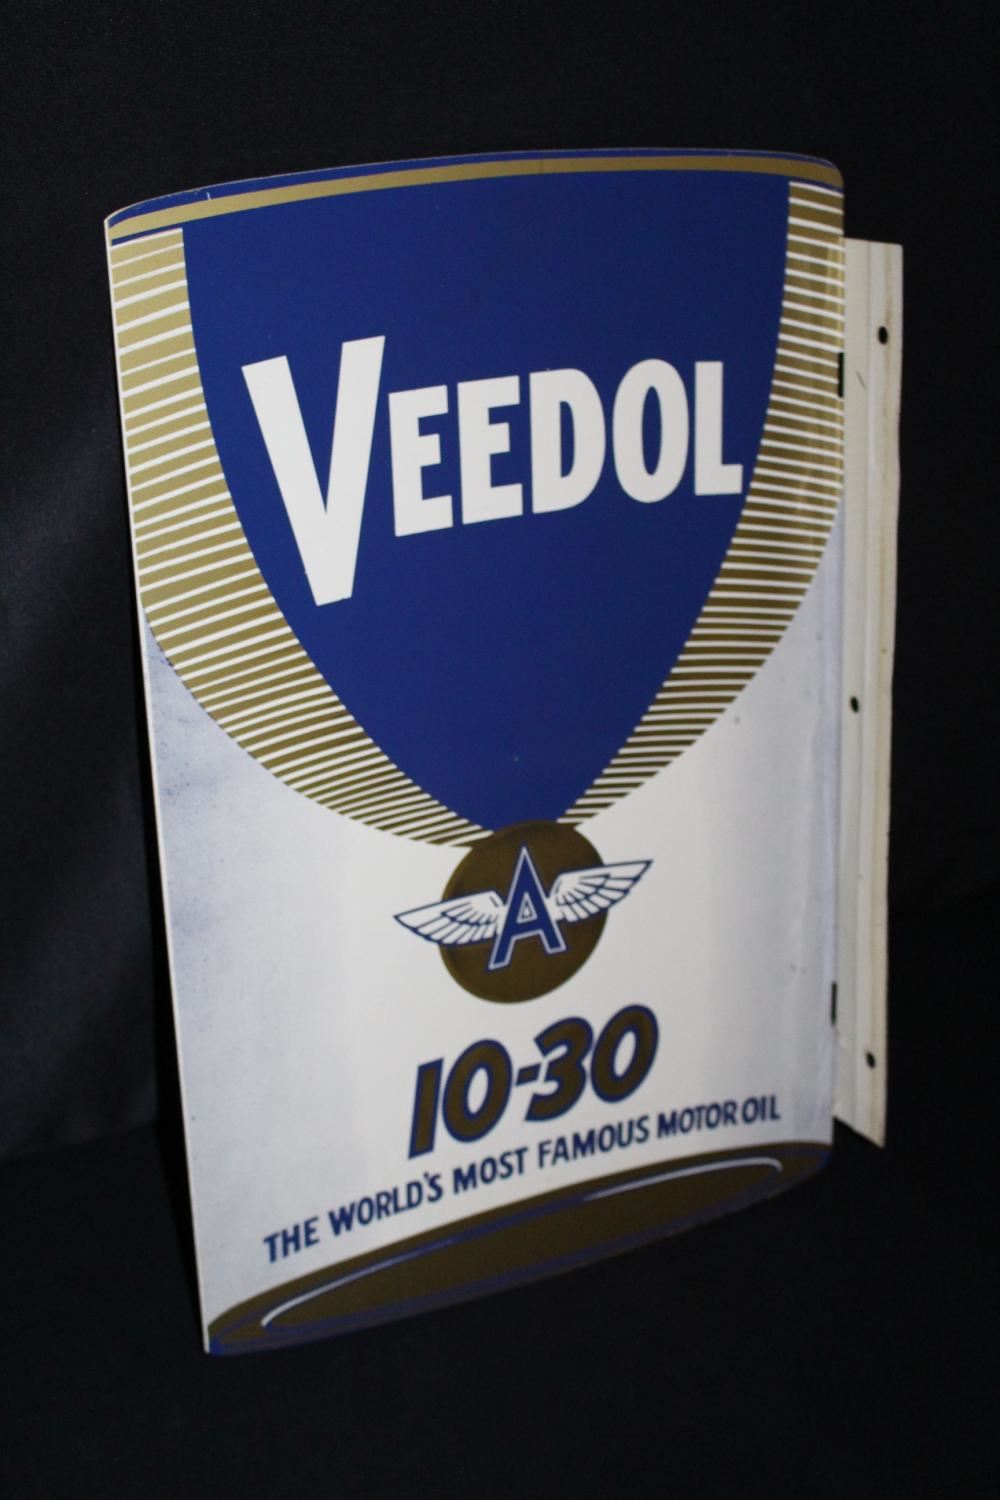 VEEDOL
A
10-30
THE WORLD'S MOST FAMOUS MOTOR OIL